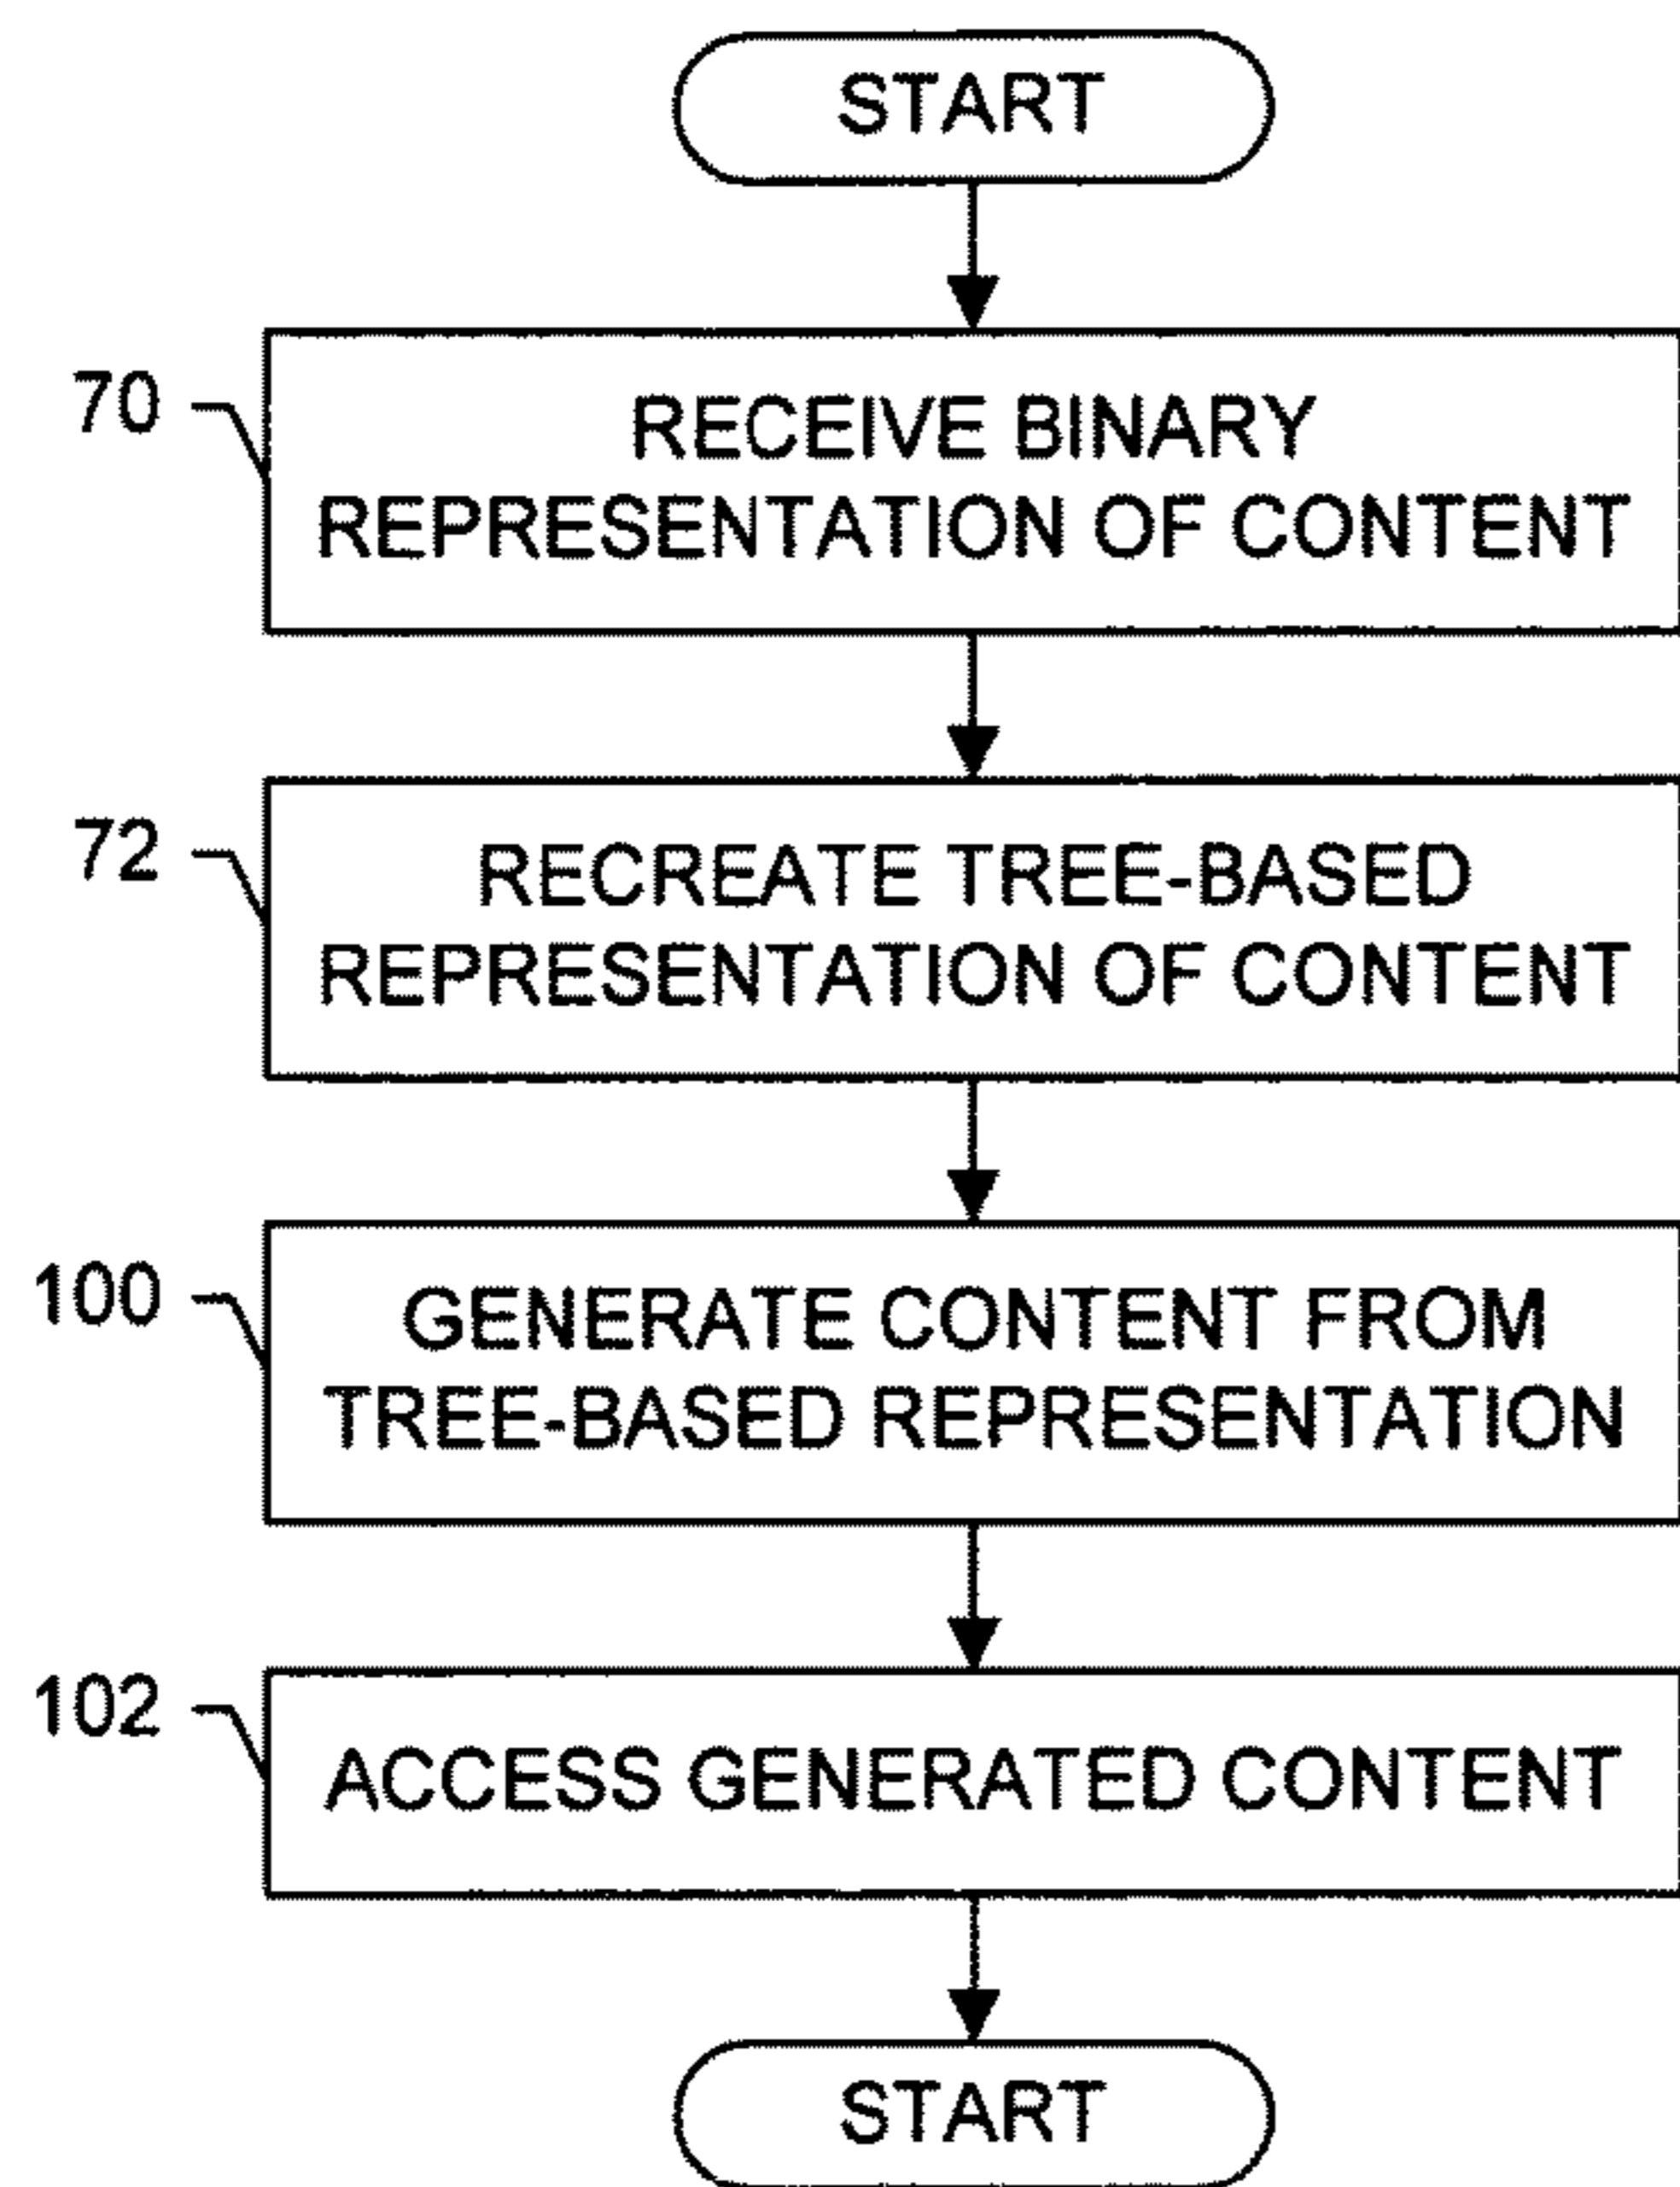 START
70
RECEIVE BINARY
REPRESENTATION OF CONTENT
72
RECREATE TREE-BASED
REPRESENTATION OF CONTENT
100
GENERATE CONTENT FROM
TREE-BASED REPRESENTATION
102
ACCESS GENERATED CONTENT
START